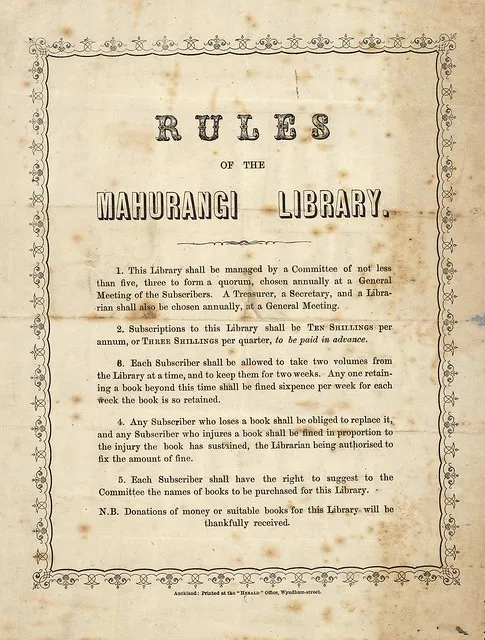 RULES
OF THE
MAHURANGI LIBRARY.
1. This Library shall be managed by a Committee of not less
than five, three to form a quorum, chosen annually at a General
Meeting of the Subscribers. A Treasurer, a Secretary, and a Libra-
rian shall also be chosen annually, at a General Meeting.
2. Subscriptions to this Library shall be TEN SHILLINGS per
annum, or THREE SHILLINGS per quarter, to be paid in advance.
6. Each Subscriber shall be allowed to take two volumes from
the Library at a time, and to keep them for two weeks. Any one retain-
ing a book beyond this time shall be fined sixpence per week for each
week the book is so retained.
4. Any Subscriber who loses a book shall be obliged to replace it,
and any Subscriber who injures a book shall be fined in proportion to
the injury the book has sustained, the Librarian being authorised to
fix the amount of fine.
5. Each Subscriber shall have the right to suggest to the
Committee the names of books to be purchased for this Library.
N.B. Donations of money or suitable books for this Library will be
thankfully received.
Auckland: Printed at the "HERALD" Office, Wyndham-street.